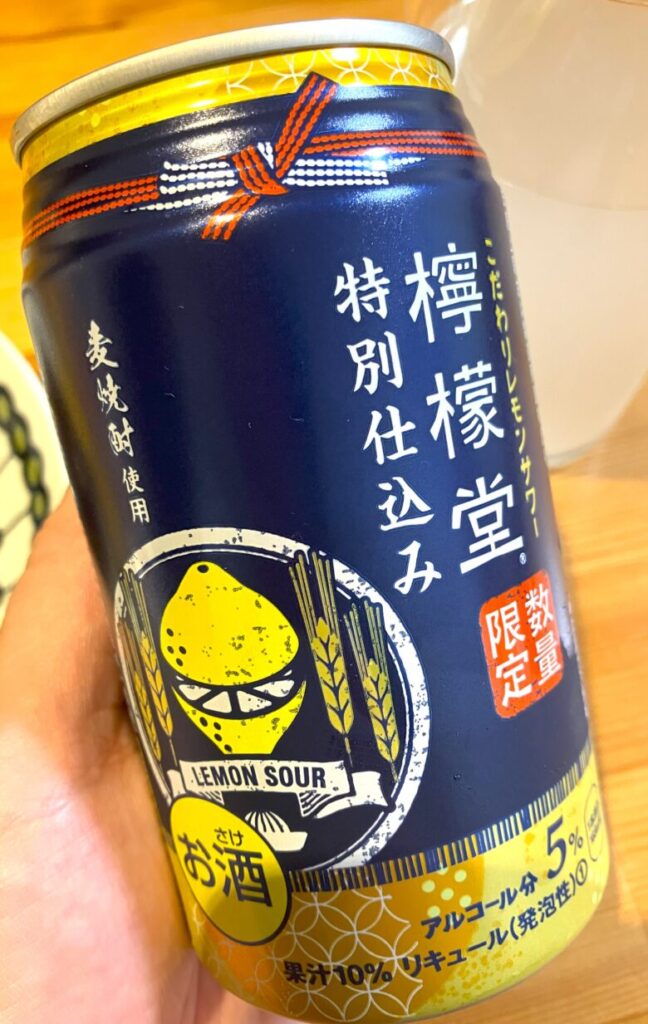 こだわりレモンサワー
檸檬堂®
特別仕込み
数量
限定
麦焼酎使用
LEMON SOUR
さけ
お酒
アルコール分 5%
果汁10% リキュール(発泡性)①